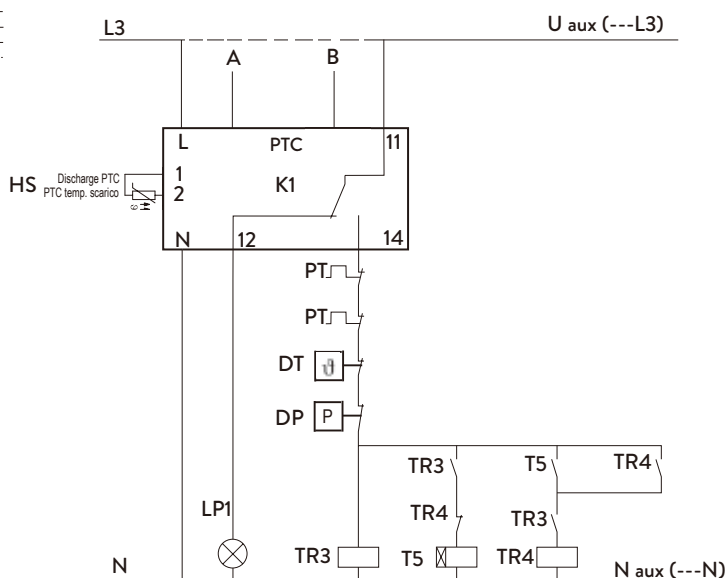 L3
U aux (---L3)
A
B
L
PTC
11
HS
Discharge PTC
PTC temp. scarico
1
2
K1
ϑ
N
12
14
PT
PT
DT
ϑ
DP
P
TR3
T5
TR4
LP1
TR4
TR3
N
TR3
T5
TR4
N aux (---N)